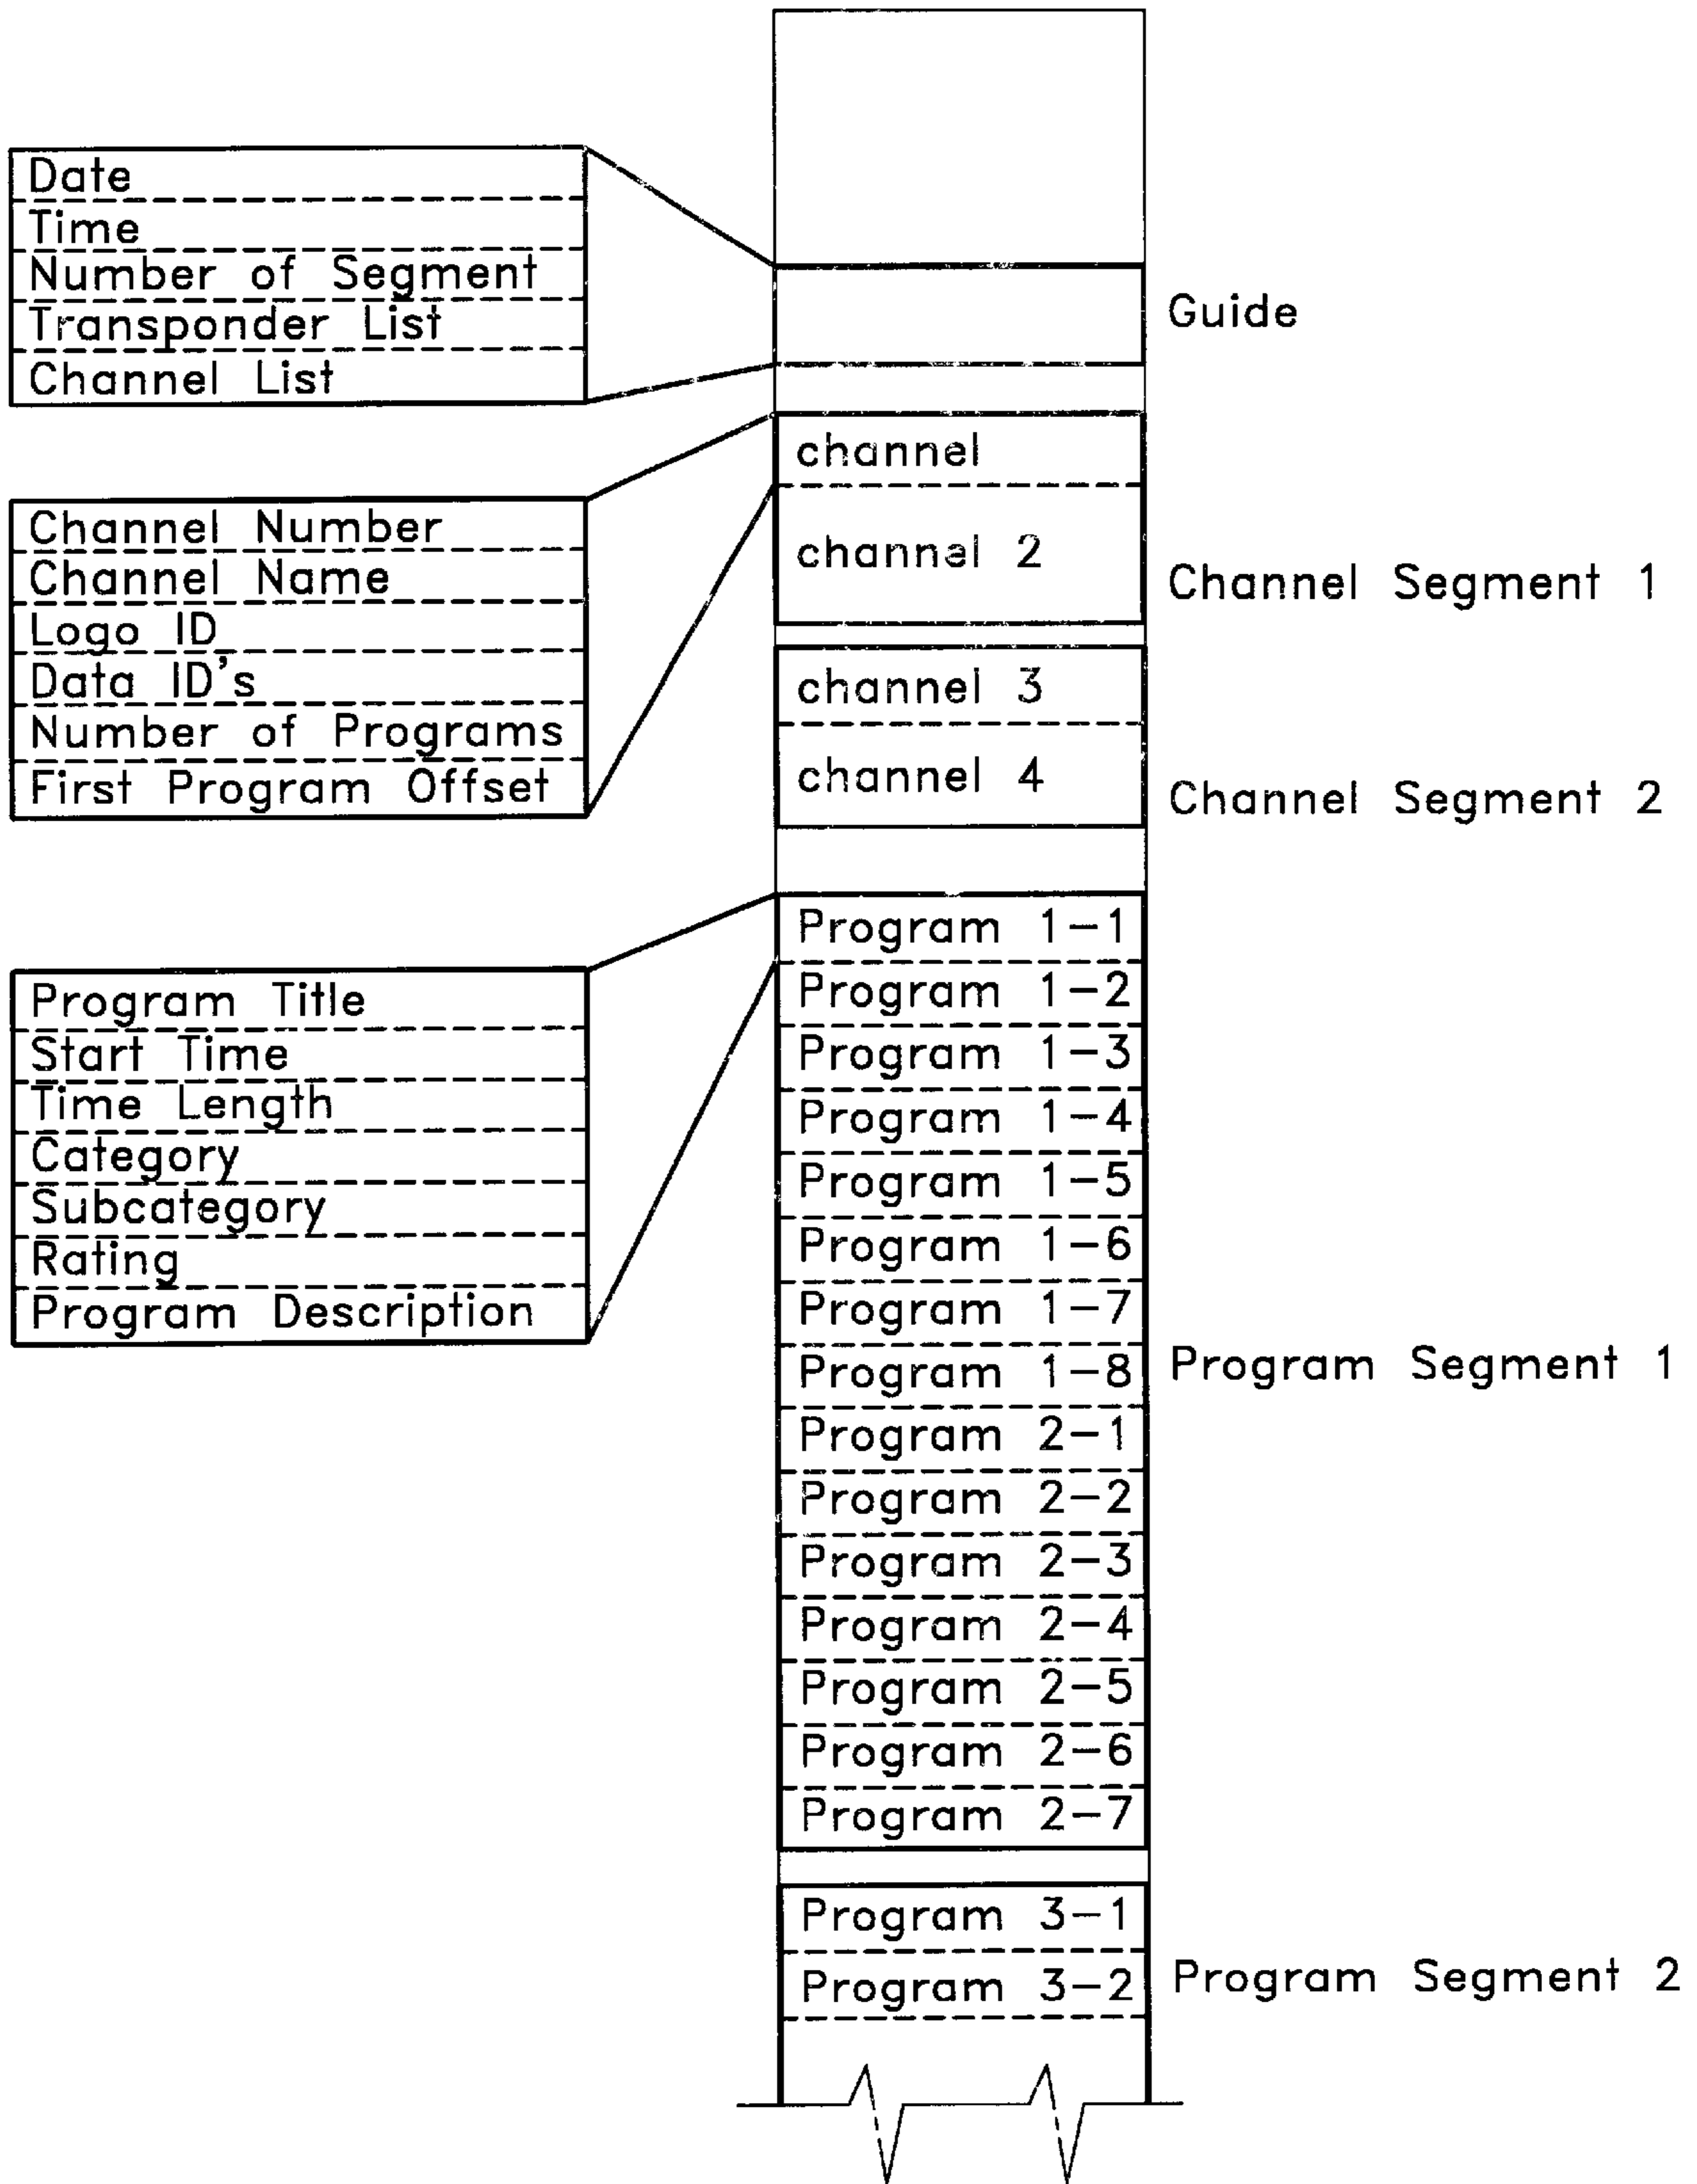 Date
Time
Number of Segment
Transponder List
Channel List
Guide
Channel Number
Channel Name
Logo ID
Data ID's
Number of Programs
First Program Offset
channel
channel 2
Channel Segment 1
channel 3
channel 4
Channel Segment 2
Program Title
Start Time
Time Length
Category
Subcategory
Rating
Program Description
Program 1-1
Program 1-2
Program 1-3
Program 1-4
Program 1-5
Program 1-6
Program 1-7
Program 1-8
Program 2-1
Program 2-2
Program 2-3
Program 2-4
Program 2-5
Program 2-6
Program 2-7
Program Segment 1
Program 3-1
Program 3-2
Program Segment 2